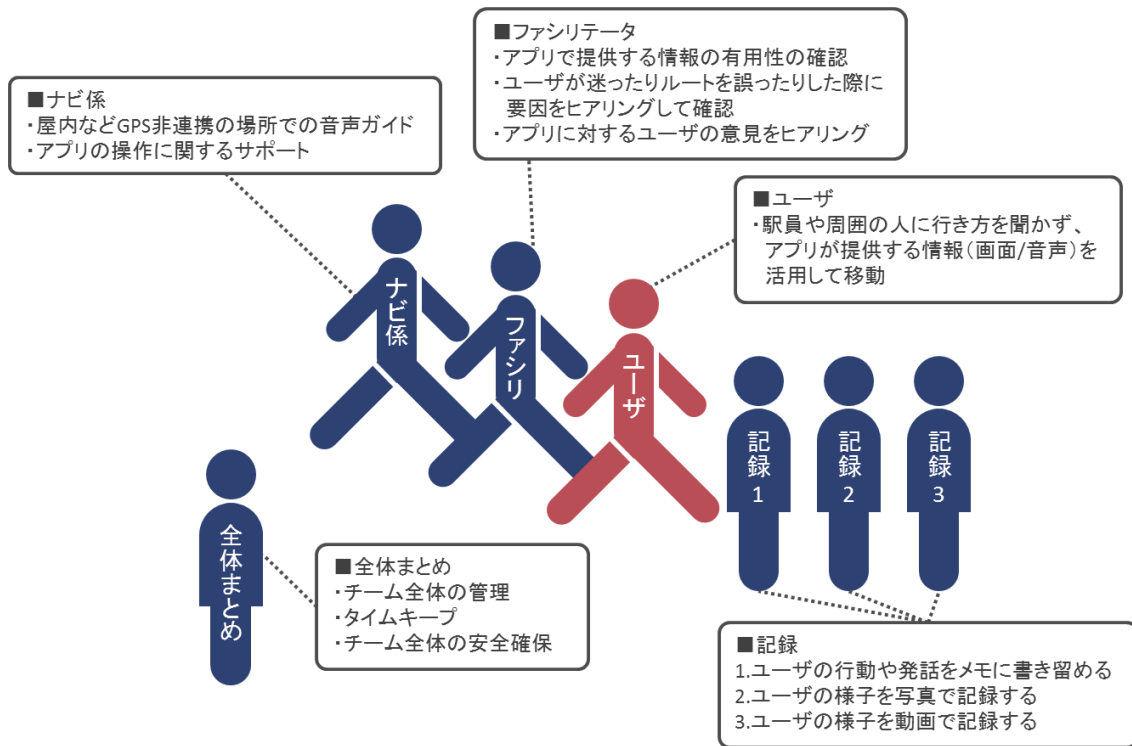 ■ファシリテータ
・アプリで提供する情報の有用性の確認
・ユーザが迷ったりルートを誤ったりした際に
要因をヒアリングして確認
・アプリに対するユーザの意見をヒアリング
■ナビ係
・屋内などGPS非連携の場所での音声ガイド
・アプリの操作に関するサポート
■ユーザ
・駅員や周囲の人に行き方を聞かず、
アプリが提供する情報(画面/音声)を
活用して移動
ナビ係
ファシリ
ユーザ
記録1
記録2
記録3
全体まとめ
■全体まとめ
・チーム全体の管理
・タイムキープ
・チーム全体の安全確保
■記録
1.ユーザの行動や発話をメモに書き留める
2.ユーザの様子を写真で記録する
3.ユーザの様子を動画で記録する